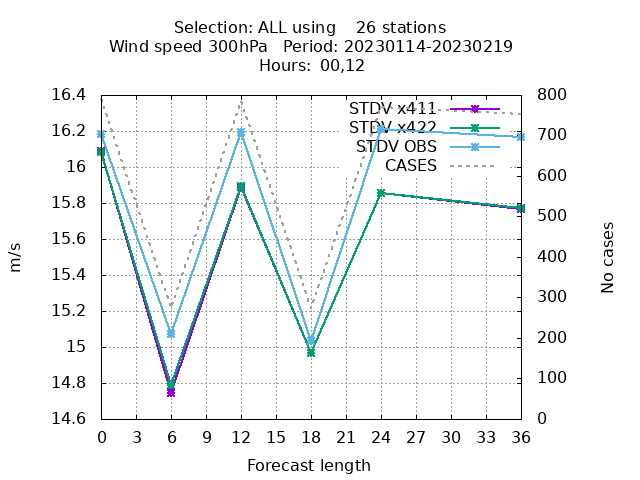 Selection: ALL using    26 stations
Wind speed 300hPa   Period: 20230114-20230219
Hours:  00,12
16.4
16.2
16
15.8
15.6
15.4
15.2
15
14.8
14.6
m/s
STDV x411
STDV x422
STDV OBS
CASES
800
700
600
500
400
300
200
100
0
No cases
0 3 6 9 12 15 18 21 24 27 30 33 36
Forecast length